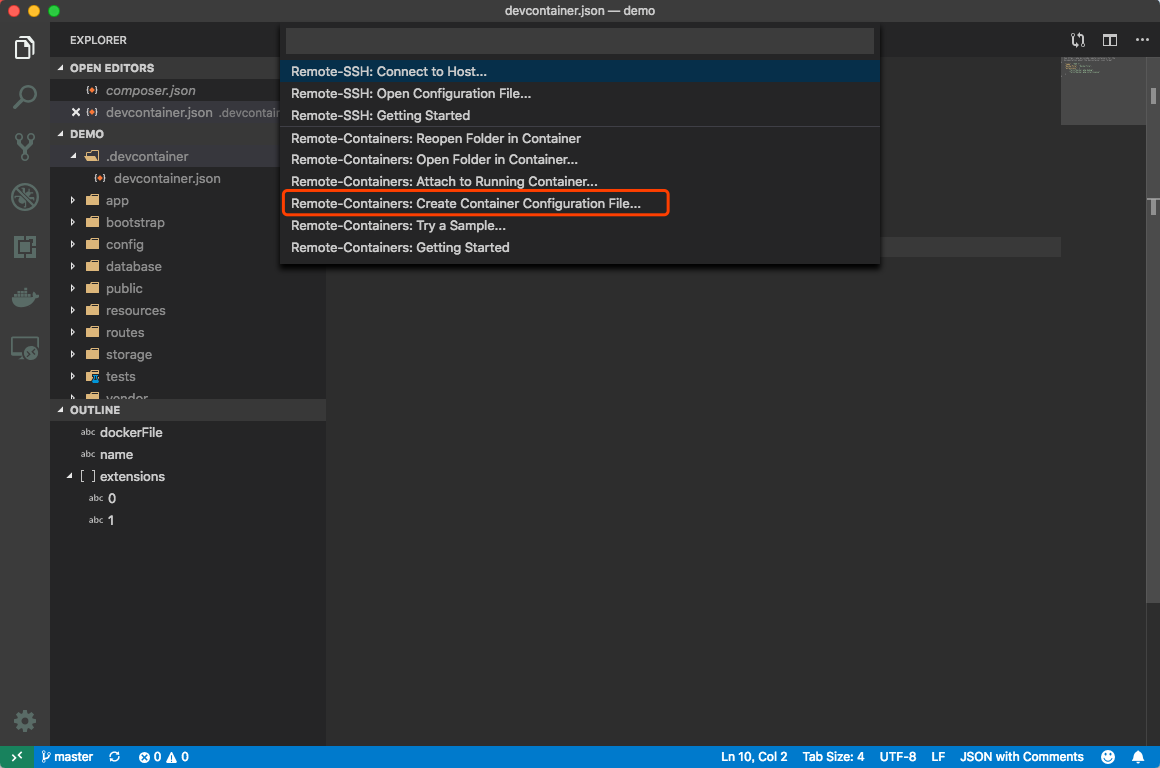 devcontainer.json — demo
EXPLORER
OPEN EDITORS
composer.json
devcontainer.json .devcontain
DEMO
.devcontainer
devcontainer.json
app
bootstrap
config
database
public
resources
routes
storage
tests
vendor
OUTLINE
abc dockerFile
abc name
[ ] extensions
abc 0
abc 1
Remote-SSH: Connect to Host...
Remote-SSH: Open Configuration File...
Remote-SSH: Getting Started
Remote-Containers: Reopen Folder in Container
Remote-Containers: Open Folder in Container...
Remote-Containers: Attach to Running Container...
Remote-Containers: Create Container Configuration File...
Remote-Containers: Try a Sample...
Remote-Containers: Getting Started
master 0 0 Ln 10, Col 2 Tab Size: 4 UTF-8 LF JSON with Comments